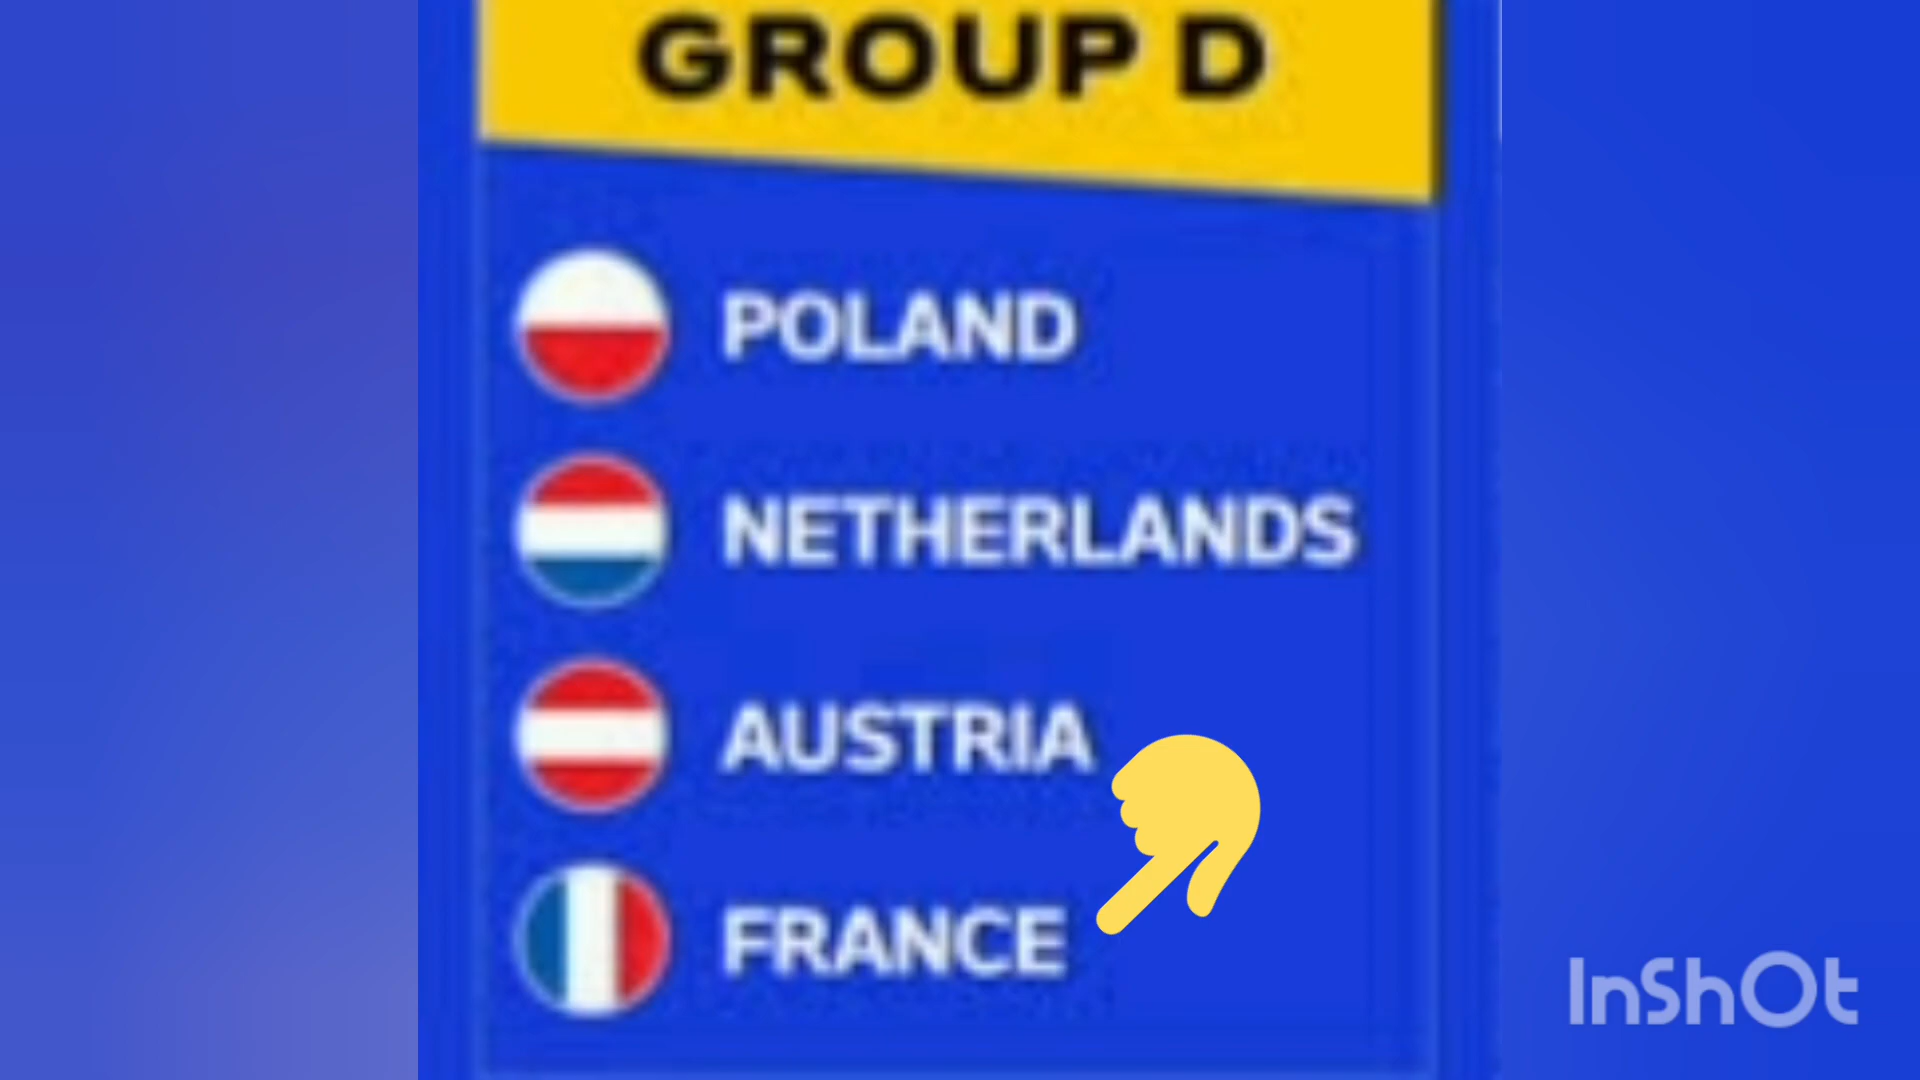 GROUP D
POLAND
NETHERLANDS
AUSTRIA
FRANCE
InShOt